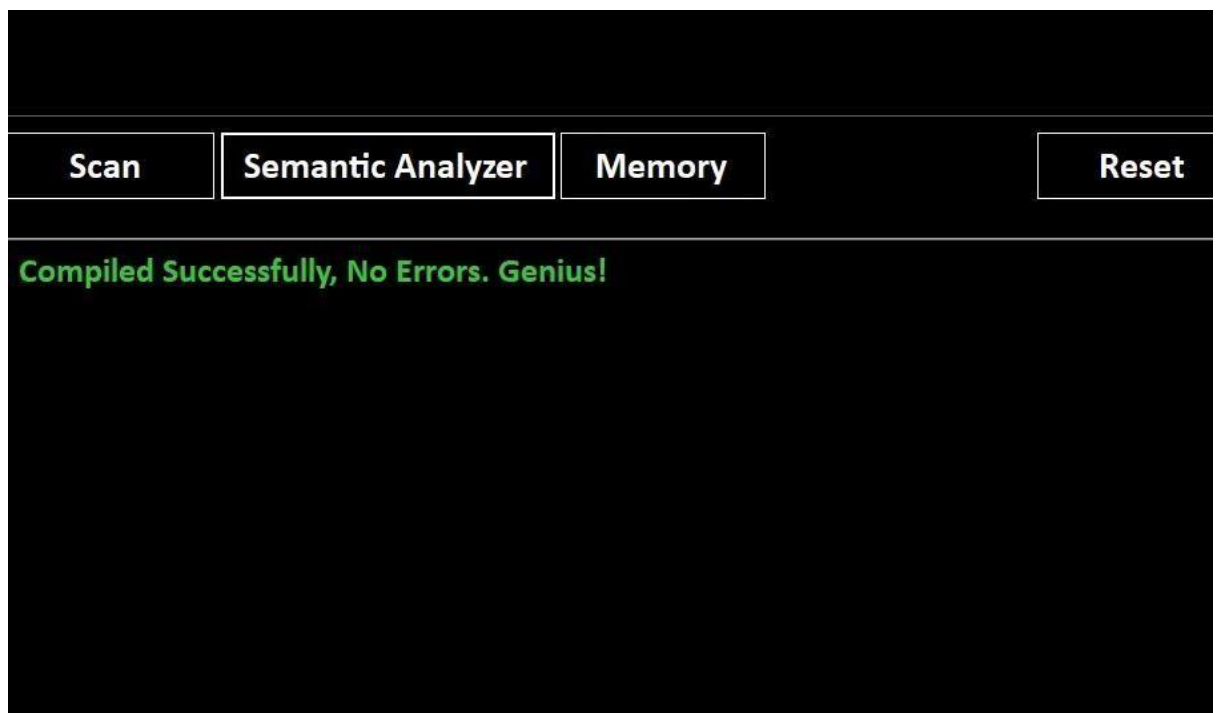 Scan Semantic Analyzer Memory Reset
Compiled Successfully, No Errors. Genius!